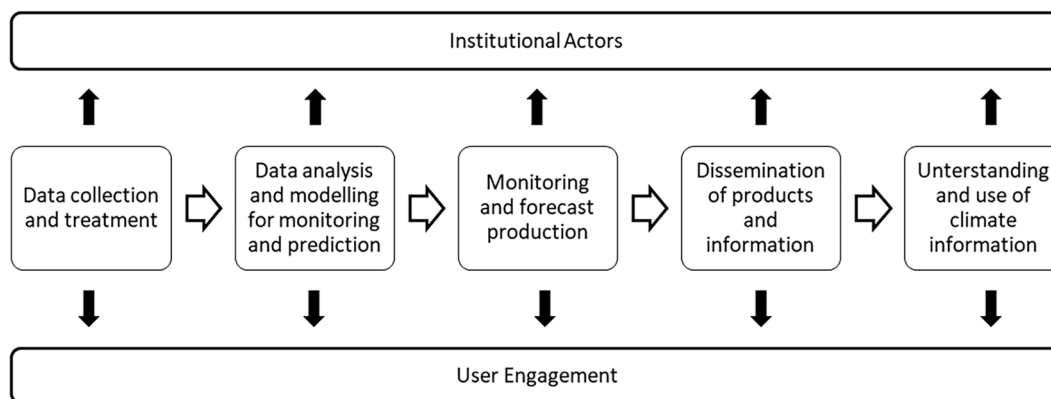 Institutional Actors
Data collection
and treatment
Data analysis
and modelling
for monitoring
and prediction
Monitoring
and forecast
production
Dissemination
of products
and
information
Unterstanding
and use of
climate
information
User Engagement